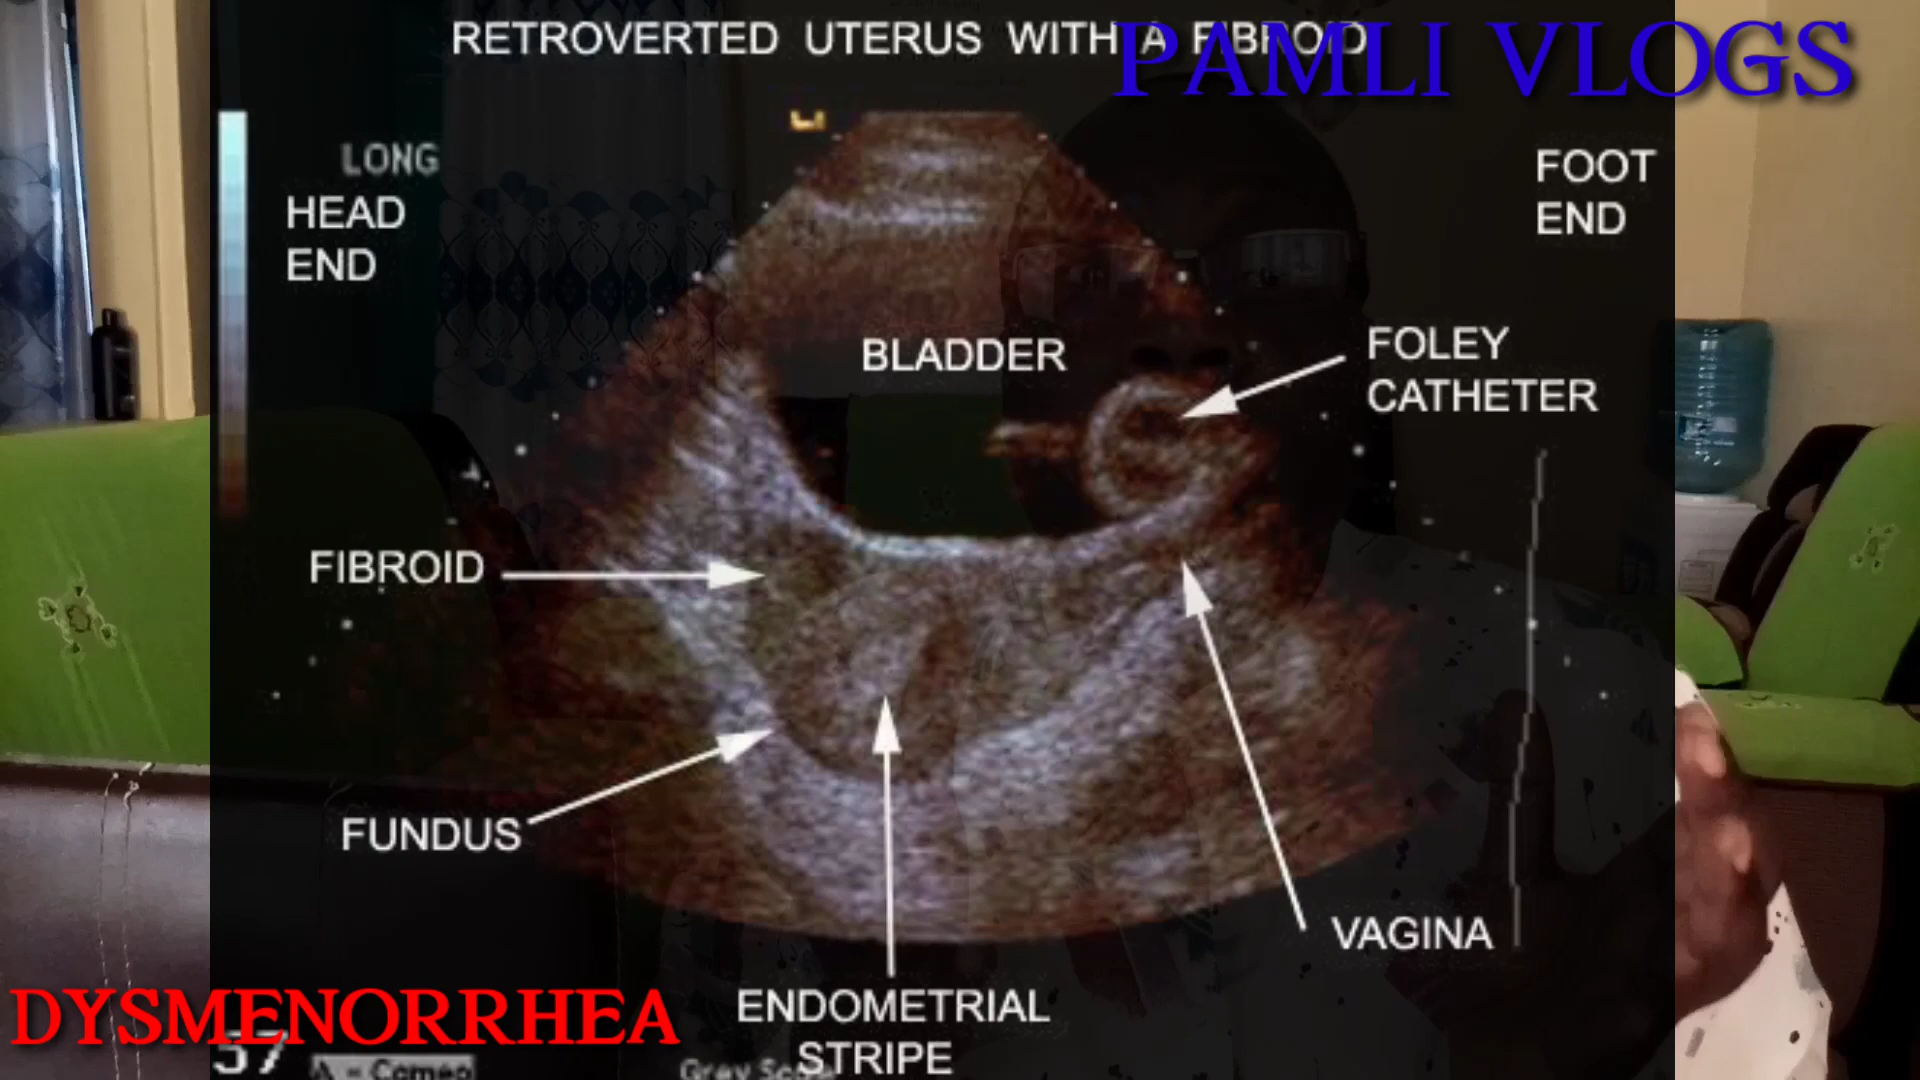 RETROVERTED UTERUS WITH A FIBROID
PAMLI VLOGS
LONG
HEAD
END
FOOT
END
BLADDER
FOLEY
CATHETER
FIBROID
FUNDUS
VAGINA
ENDOMETRIAL
STRIPE
DYSMENORRHEA
57